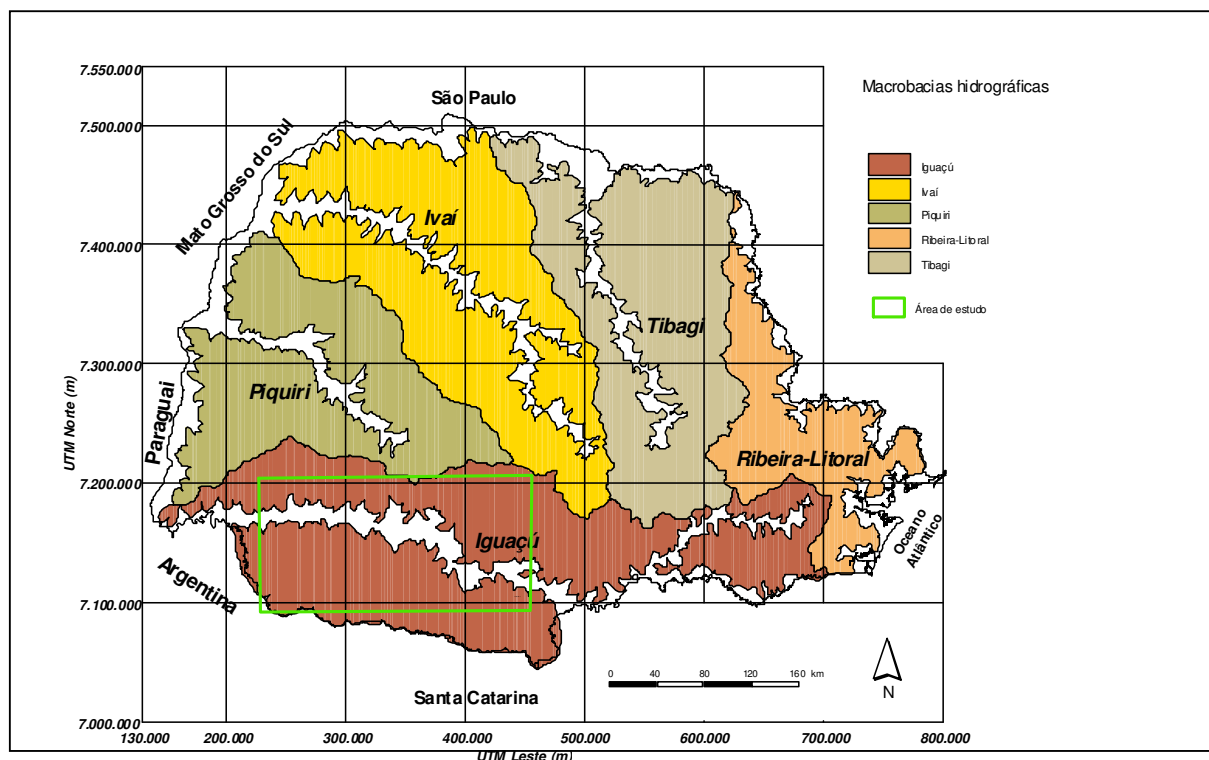 Macrobacias hidrográficas
Iguaçú
Ivaí
Piquiri
Ribeira-Litoral
Tibagi
Área de estudo
7.550.000
7.500.000
7.400.000
7.300.000
7.200.000
7.100.000
7.000.000
UTM Norte (m)
130.000 200.000 300.000 400.000 500.000 600.000 700.000 800.000
UTM Leste (m)
São Paulo
Mato Grosso do Sul
Paraguai
Argentina
Santa Catarina
Oceano
Atlântico
Ivaí
Tibagi
Piquiri
Ribeira-Litoral
Iguaçú
0 40 80 120 160 km
N